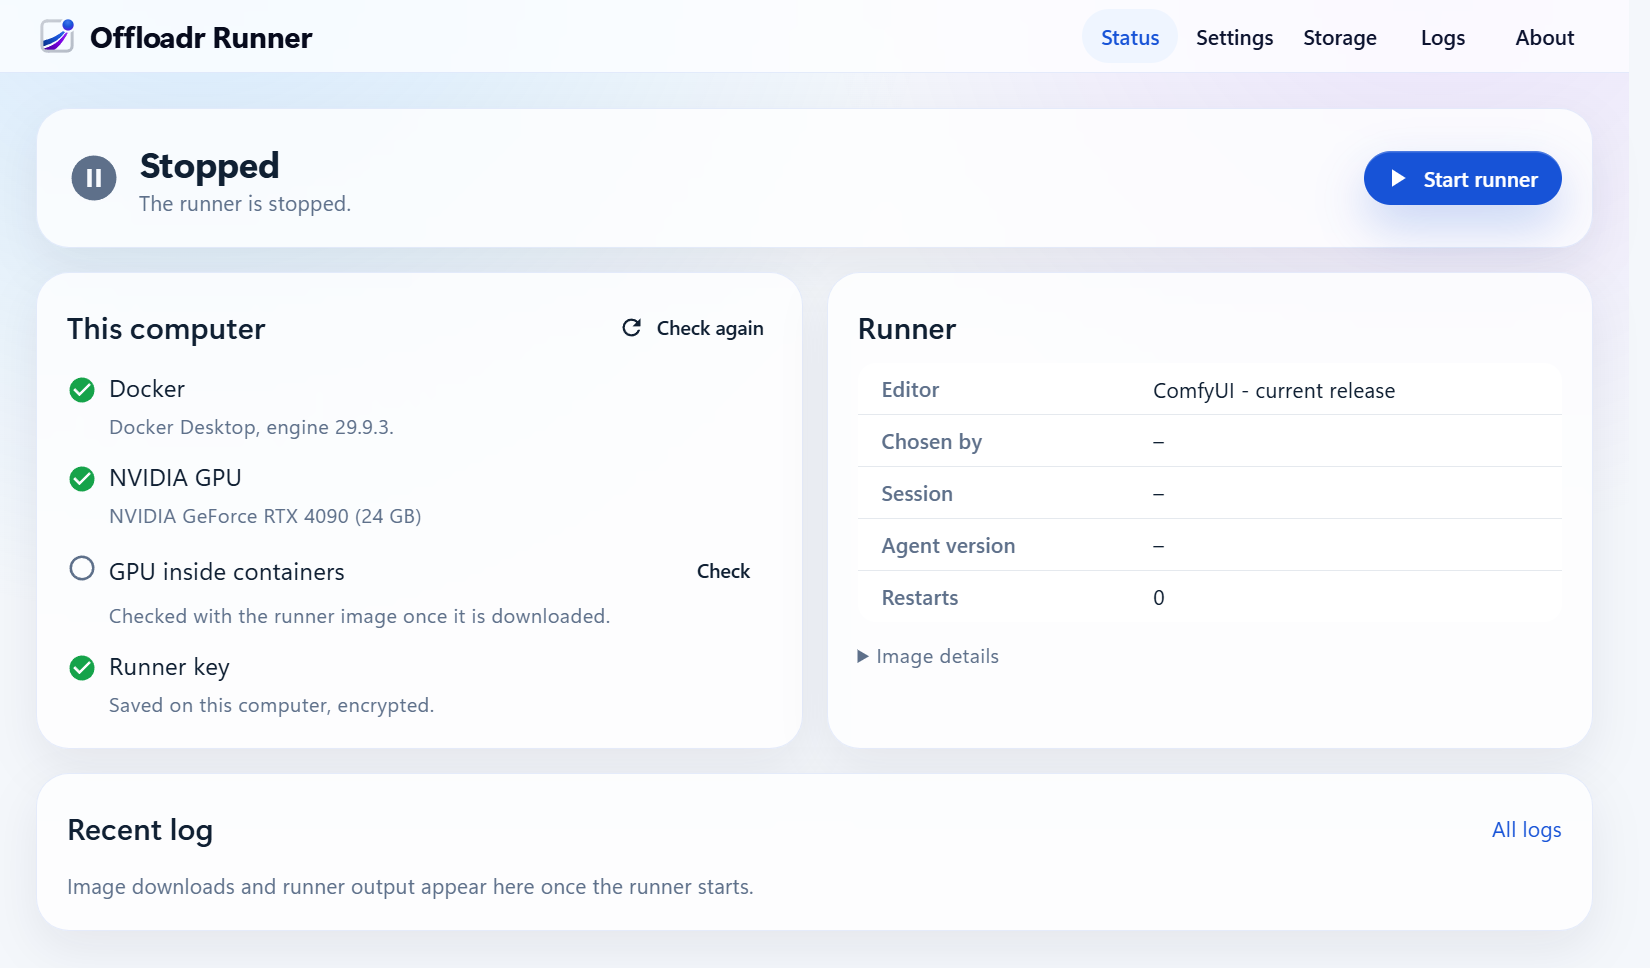 Offloadr Runner
Status
Settings
Storage
Logs
About
Stopped
The runner is stopped.
Start runner
This computer
Check again
Docker
Docker Desktop, engine 29.9.3.
NVIDIA GPU
NVIDIA GeForce RTX 4090 (24 GB)
GPU inside containers
Check
Checked with the runner image once it is downloaded.
Runner key
Saved on this computer, encrypted.
Runner
Editor ComfyUI - current release
Chosen by –
Session –
Agent version –
Restarts 0
Image details
Recent log
All logs
Image downloads and runner output appear here once the runner starts.